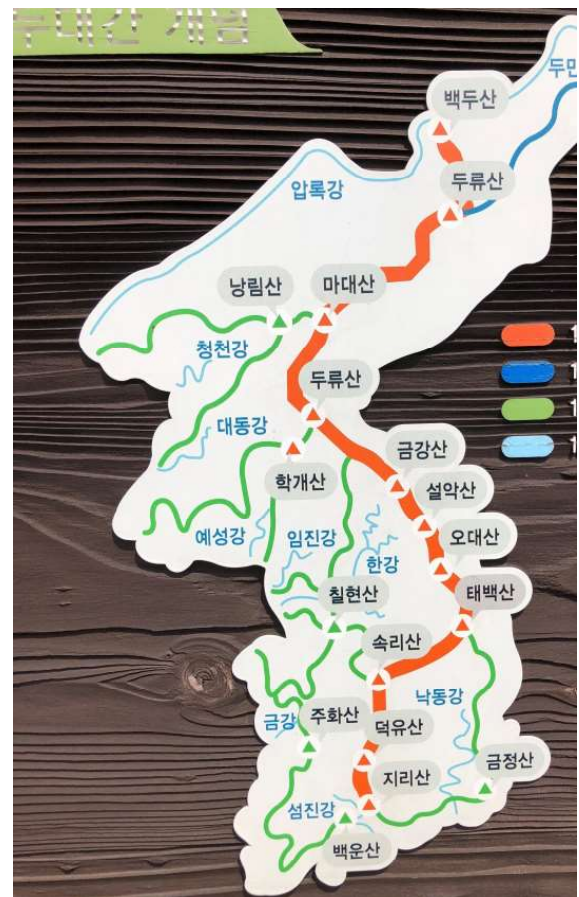 백두산
두류산
압록강
낭림산
마대산
청천강
두류산
대동강
금강산
학개산
설악산
예성강
임진강
오대산
한강
칠현산
태백산
속리산
낙동강
금강
주화산
덕유산
금정산
지리산
섬진강
백운산